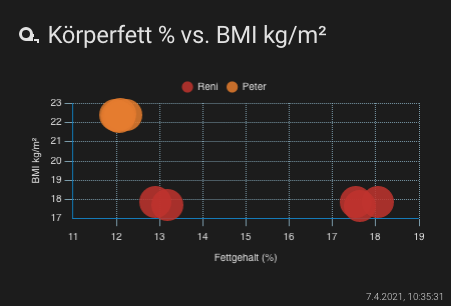 Körperfett % vs. BMI kg/m²
Reni Peter
23
22
21
20
19
18
17
BMI kg/m²
11 12 13 14 15 16 17 18 19
Fettgehalt (%)
7.4.2021, 10:35:31